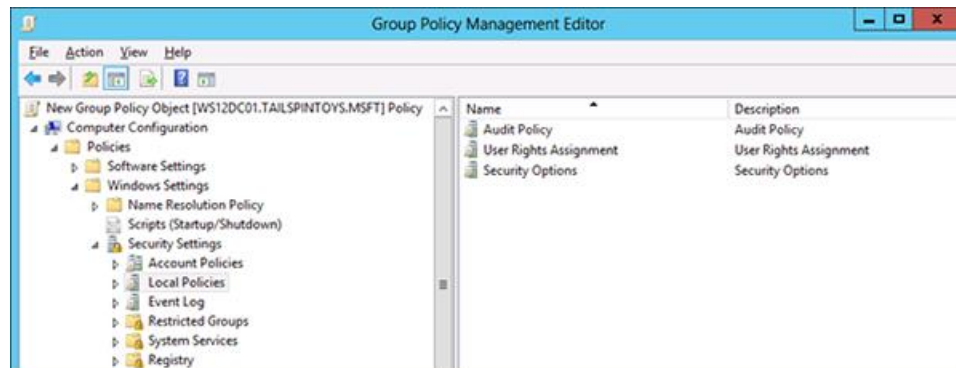 Group Policy Management Editor
File Action View Help
New Group Policy Object [WS12DC01.TAILSPINTOYS.MSFT] Policy
Computer Configuration
Policies
Software Settings
Windows Settings
Name Resolution Policy
Scripts (Startup/Shutdown)
Security Settings
Account Policies
Local Policies
Event Log
Restricted Groups
System Services
Registry
Name Description
Audit Policy Audit Policy
User Rights Assignment User Rights Assignment
Security Options Security Options